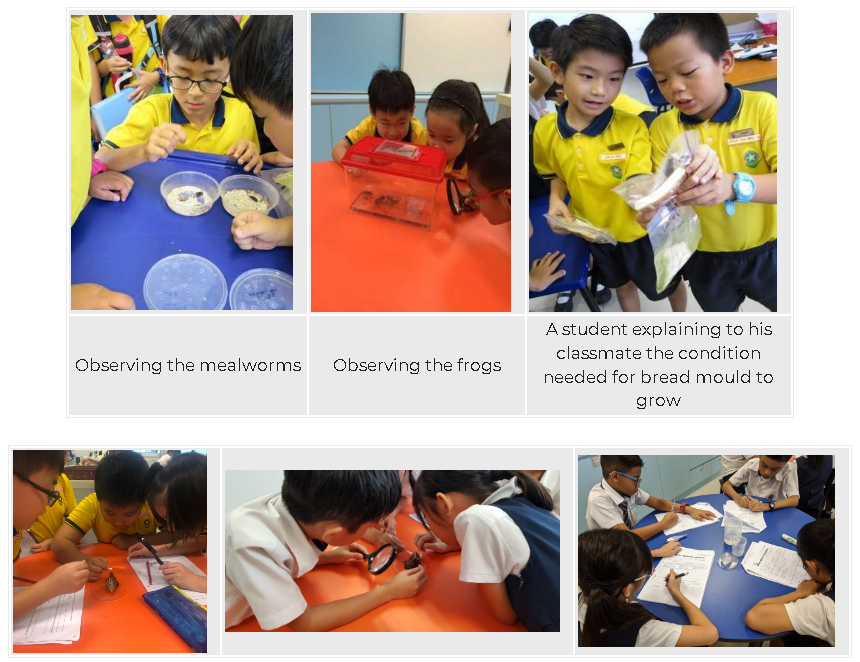 Observing the mealworms
Observing the frogs
A student explaining to his
classmate the condition
needed for bread mould to
grow